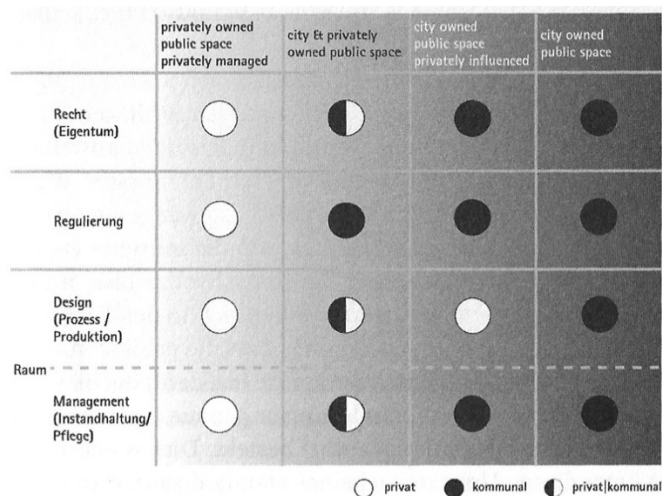 privately owned
public space
privately managed
city & privately
owned public space
city owned
public space
privately influenced
city owned
public space
Recht
(Eigentum)
Regulierung
Design
(Prozess /
Produktion)
Raum
Management
(Instandhaltung/
Pflege)
privat
kommunal
privat|kommunal